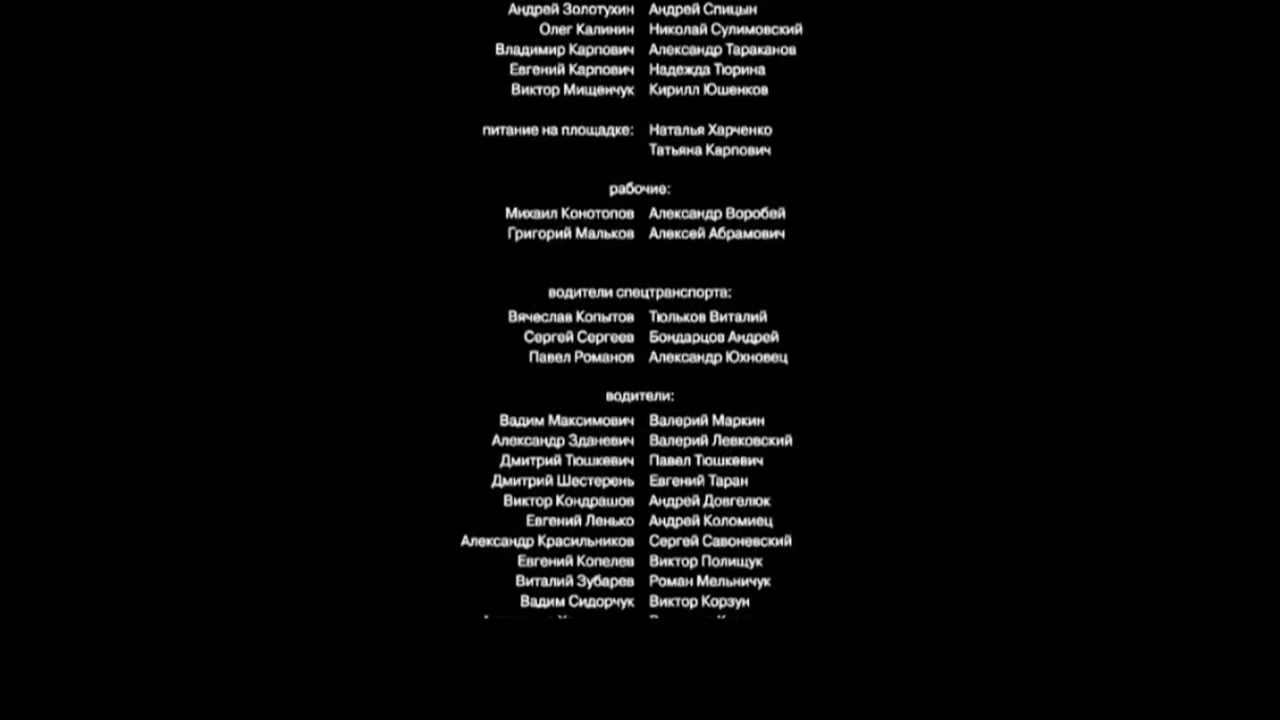 Андрей Золотухин Андрей Спицын
Олег Калинин Николай Сулимовский
Владимир Карпович Александр Тараканов
Евгений Карпович Надежда Тюрина
Виктор Мищенчук Кирилл Юшенков
питание на площадке: Наталья Харченко
Татьяна Карпович
рабочие:
Михаил Конотопов Александр Воробей
Григорий Мальков Алексей Абрамович
водители спецтранспорта:
Вячеслав Копытов Тюльков Виталий
Сергей Сергеев Бондарцов Андрей
Павел Романов Александр Юхновец
водители:
Вадим Максимович Валерий Маркин
Александр Зданевич Валерий Левковский
Дмитрий Тюшкевич Павел Тюшкевич
Дмитрий Шестерень Евгений Таран
Виктор Кондрашов Андрей Довгелюк
Евгений Ленько Андрей Коломиец
Александр Красильников Сергей Савоневский
Евгений Копелев Виктор Полищук
Виталий Зубарев Роман Мельничук
Вадим Сидорчук Виктор Корзун